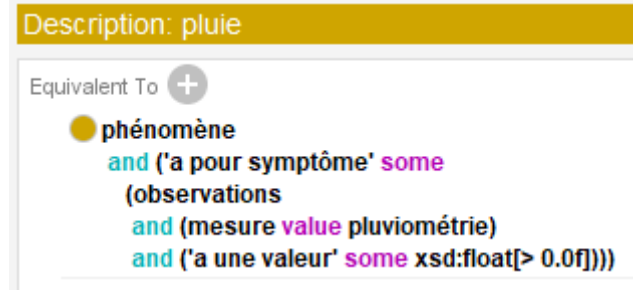 Description: pluie
Equivalent To
phénomène
and ('a pour symptôme' some
(observations
and (mesure value pluviométrie)
and ('a une valeur' some xsd:float[> 0.0f])))